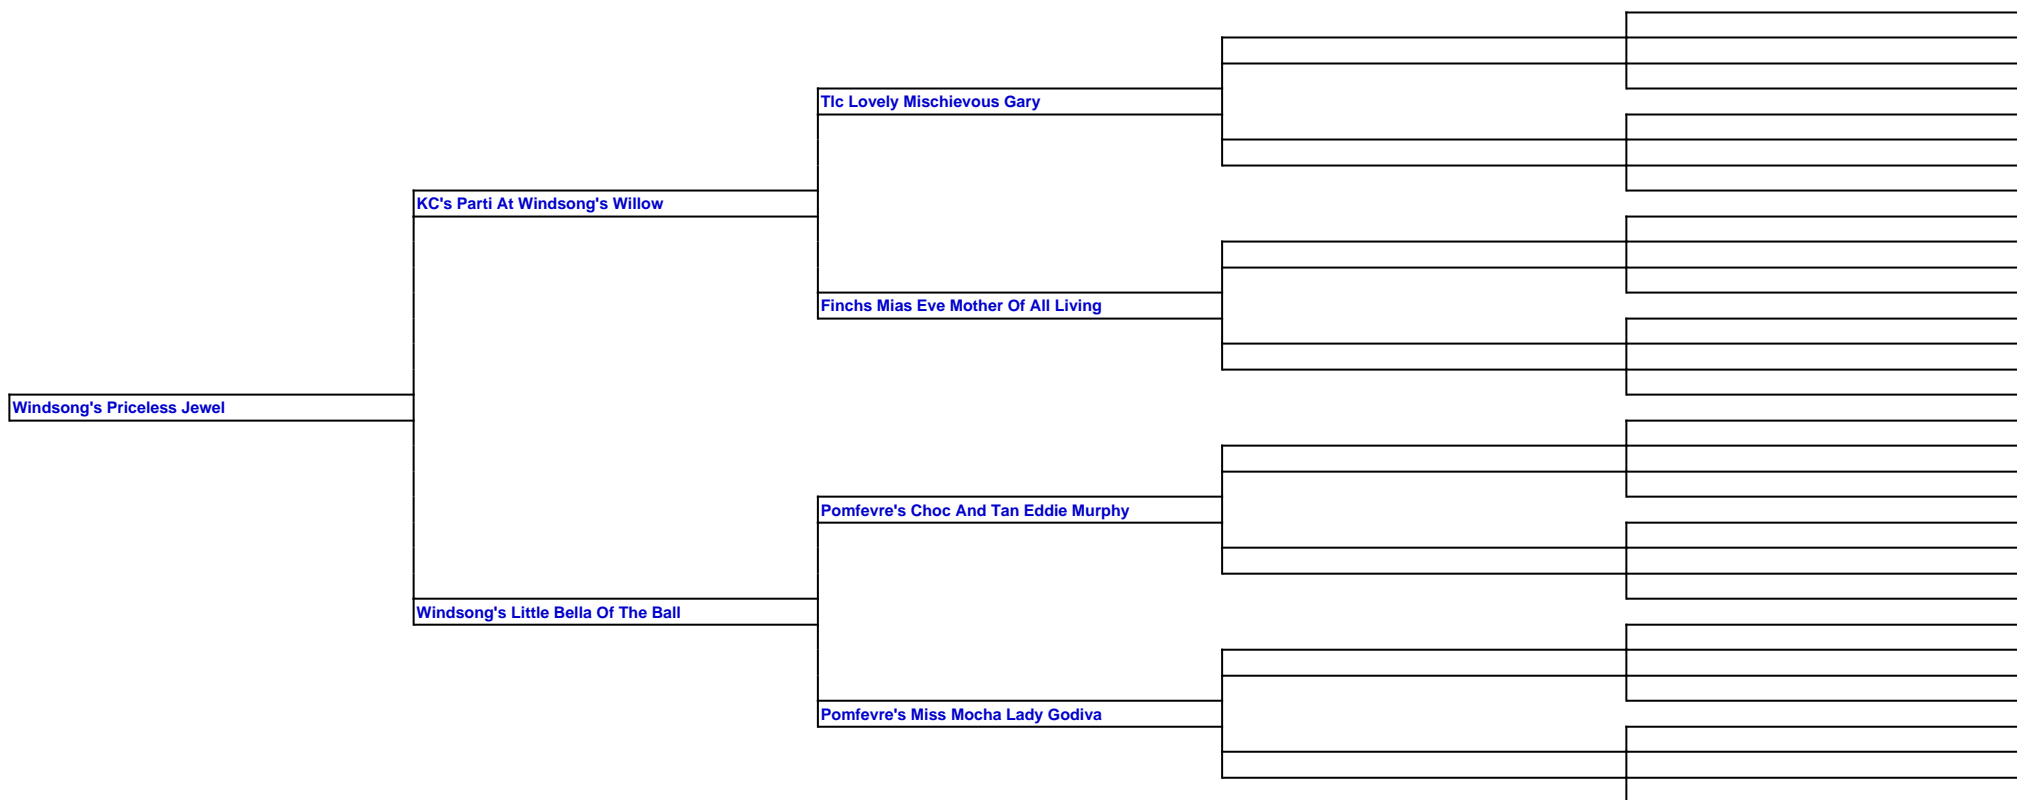 Tlc Lovely Mischievous Gary
KC's Parti At Windsong's Willow
Finchs Mias Eve Mother Of All Living
Windsong's Priceless Jewel
Pomfevre's Choc And Tan Eddie Murphy
Windsong's Little Bella Of The Ball
Pomfevre's Miss Mocha Lady Godiva